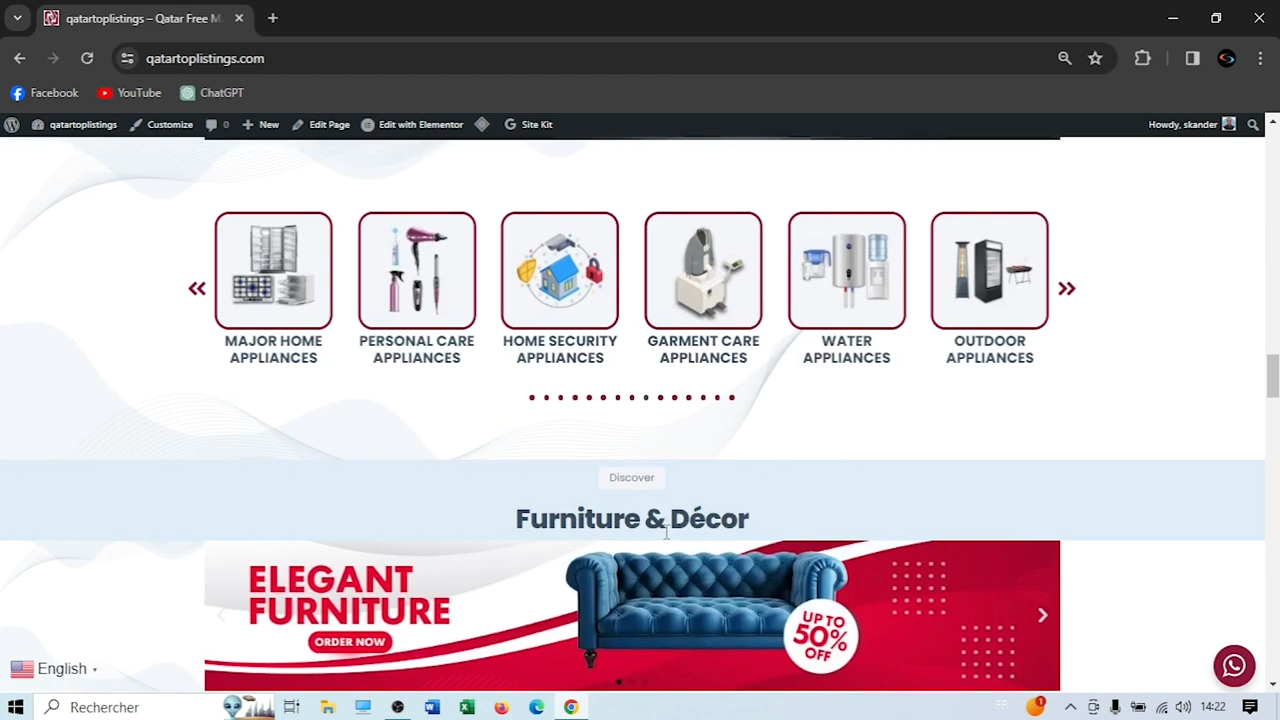 qatartoplistings – Qatar Free M
qatartoplistings.com
Facebook
YouTube
ChatGPT
qatartoplistings
Customize
0
New
Edit Page
Edit with Elementor
Site Kit
Howdy, skander
MAJOR HOME
APPLIANCES
PERSONAL CARE
APPLIANCES
HOME SECURITY
APPLIANCES
GARMENT CARE
APPLIANCES
WATER
APPLIANCES
OUTDOOR
APPLIANCES
Discover
Furniture & Décor
ELEGANT
FURNITURE
ORDER NOW
UP TO
50%
OFF
English
Rechercher
1
14:22